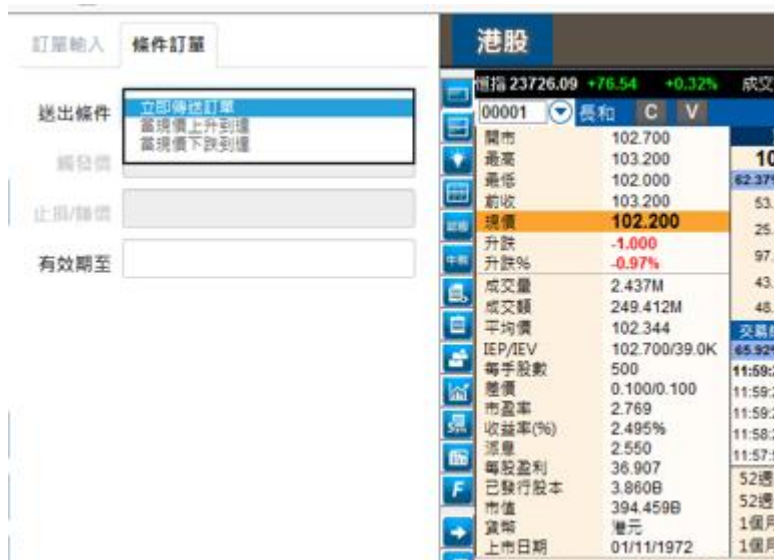 訂單輸入 條件訂單
送出條件
立即傳送訂單
當現價上升到達
當現價下跌到達
觸發價
止損/賺價
有效期至
港股
恒指 23726.09 +76.54 +0.32% 成交
00001 長和 C V
開市 102.700
最高 103.200
最低 102.000
前收 103.200
現價 102.200
升跌 -1.000
升跌% -0.97%
成交量 2.437M
成交額 249.412M
平均價 102.344
IEP/IEV 102.700/39.0K
每手股數 500
差價 0.100/0.100
市盈率 2.769
收益率(%) 2.495%
派息 2.550
每股盈利 36.907
已發行股本 3.860B
市值 394.459B
貨幣 港元
上市日期 01/11/1972
10
62.37%
53.
25.
97.
43.
48.
交易
65.92%
11:59:
11:59:
11:59:
11:58:
11:57:
52週
52週
1個月
1個月